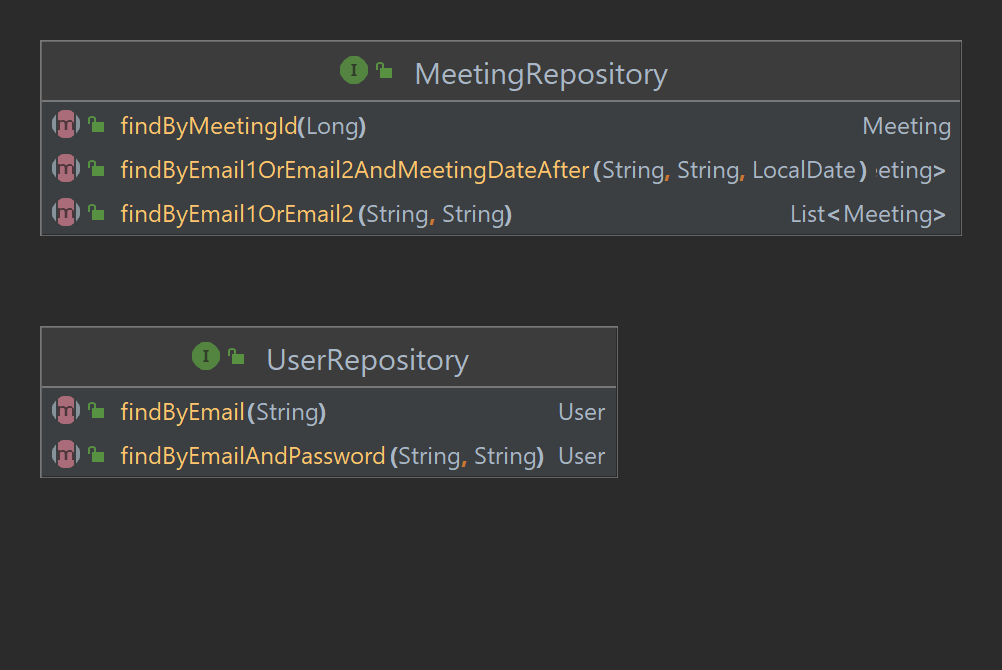 I MeetingRepository
m findByMeetingId(Long) Meeting
m findByEmail1OrEmail2AndMeetingDateAfter(String, String, LocalDate) eting>
m findByEmail1OrEmail2(String, String) List<Meeting>
I UserRepository
m findByEmail(String) User
m findByEmailAndPassword(String, String) User